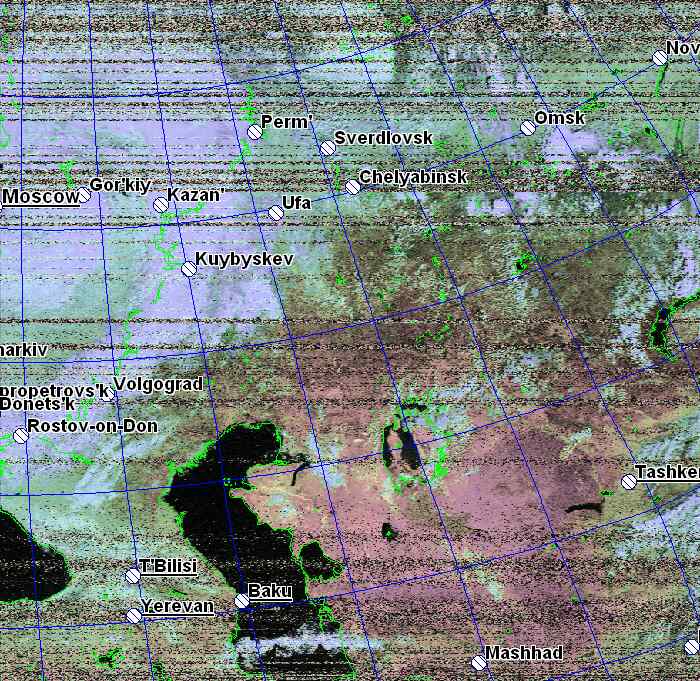 Nov
Omsk
Perm'
Sverdlovsk
Chelyabinsk
Gor'kiy
Moscow
Kazan'
Ufa
Kuybyskev
harkiv
Volgograd
propetrovs'k
Donets'k
Rostov-on-Don
Tashke
T'Bilisi
Baku
Yerevan
Mashhad